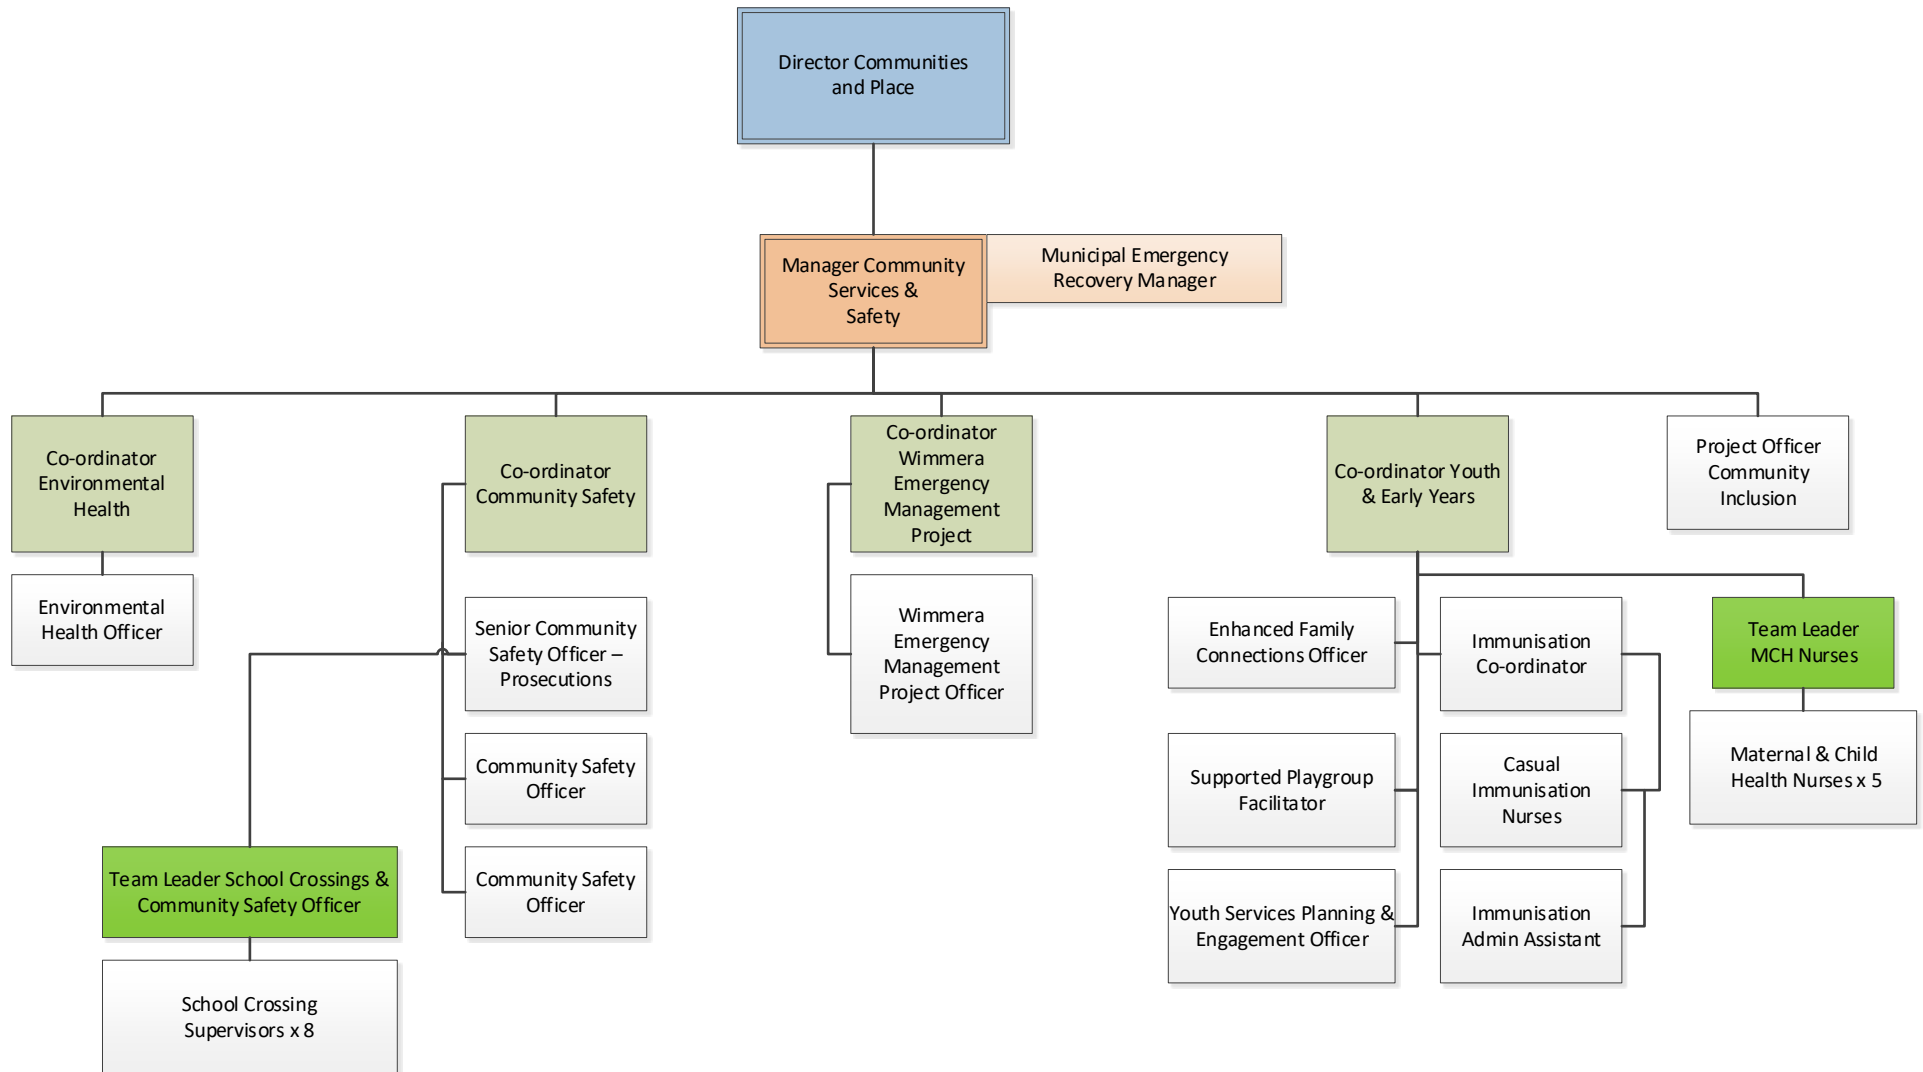 Director Communities
and Place
Manager Community
Services &
Safety
Municipal Emergency
Recovery Manager
Co-ordinator
Environmental
Health
Co-ordinator
Community Safety
Co-ordinator
Wimmera
Emergency
Management
Project
Co-ordinator Youth
& Early Years
Project Officer
Community
Inclusion
Environmental
Health Officer
Senior Community
Safety Officer –
Prosecutions
Community Safety
Officer
Community Safety
Officer
Team Leader School Crossings &
Community Safety Officer
School Crossing
Supervisors x 8
Wimmera
Emergency
Management
Project Officer
Enhanced Family
Connections Officer
Supported Playgroup
Facilitator
Youth Services Planning &
Engagement Officer
Immunisation
Co-ordinator
Casual
Immunisation
Nurses
Immunisation
Admin Assistant
Team Leader
MCH Nurses
Maternal & Child
Health Nurses x 5